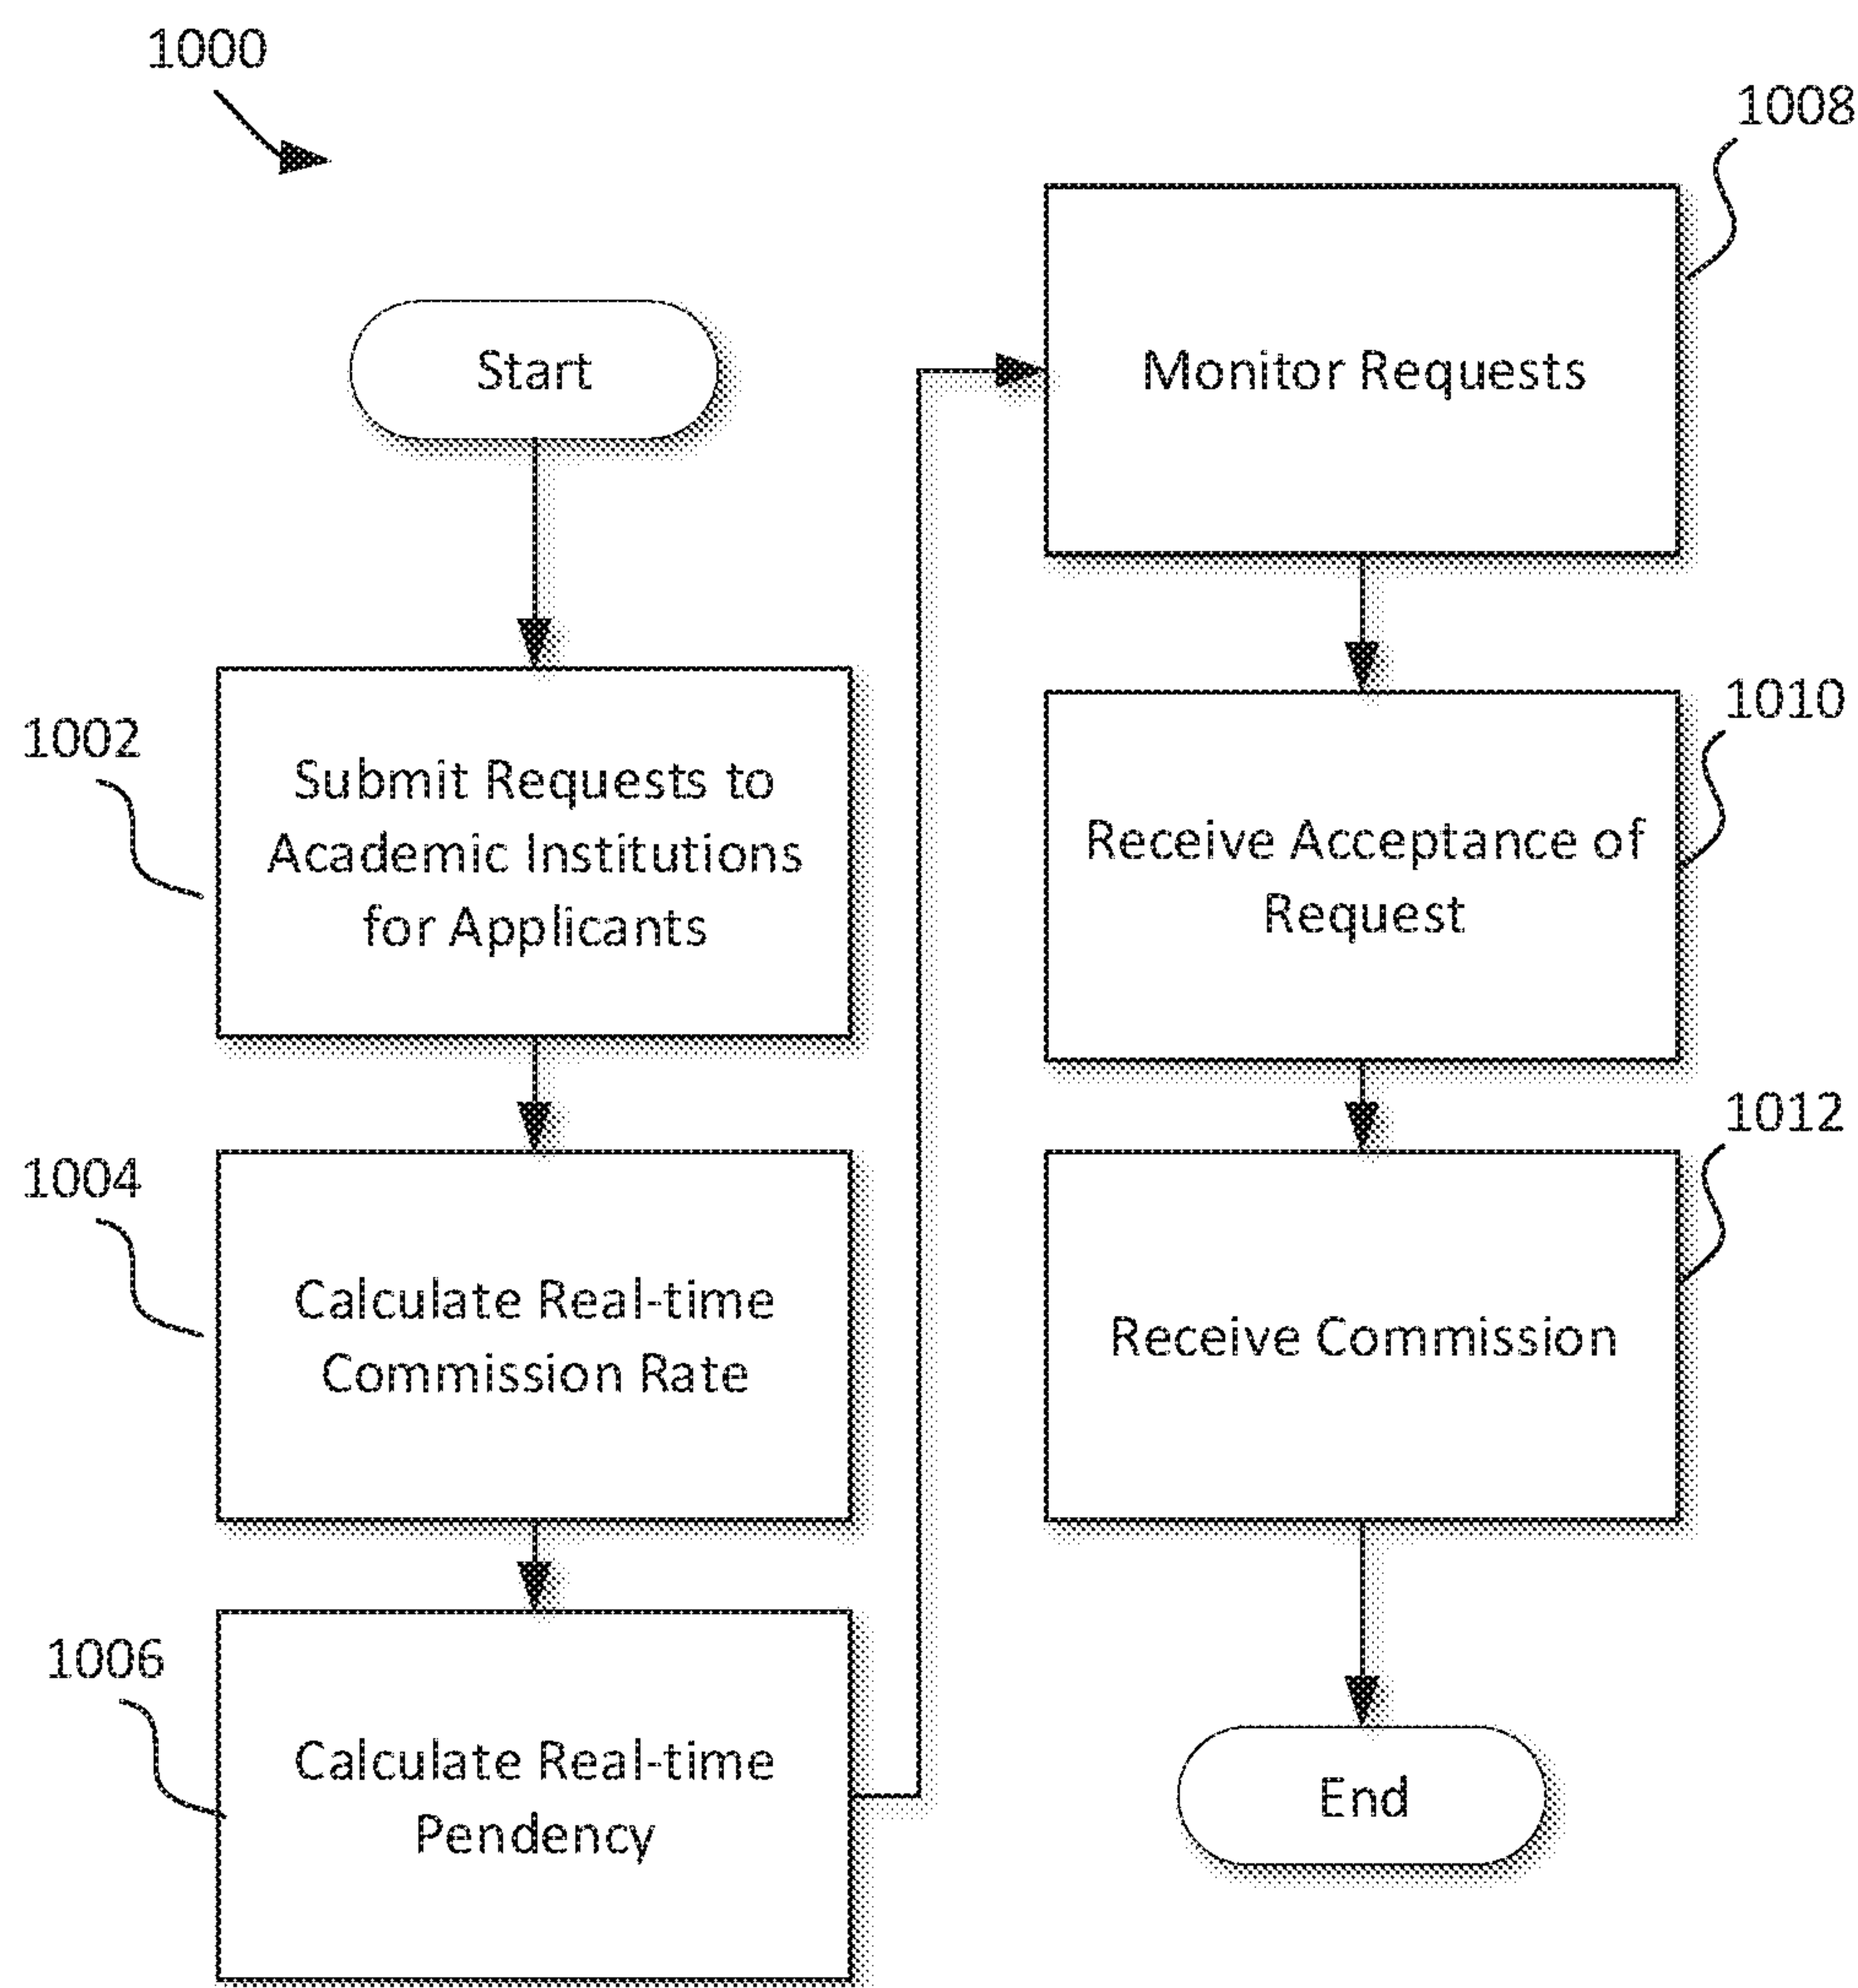 1000
Start
1002
Submit Requests to
Academic Institutions
for Applicants
1004
Calculate Real-time
Commission Rate
1006
Calculate Real-time
Pendency
1008
Monitor Requests
1010
Receive Acceptance of
Request
1012
Receive Commission
End